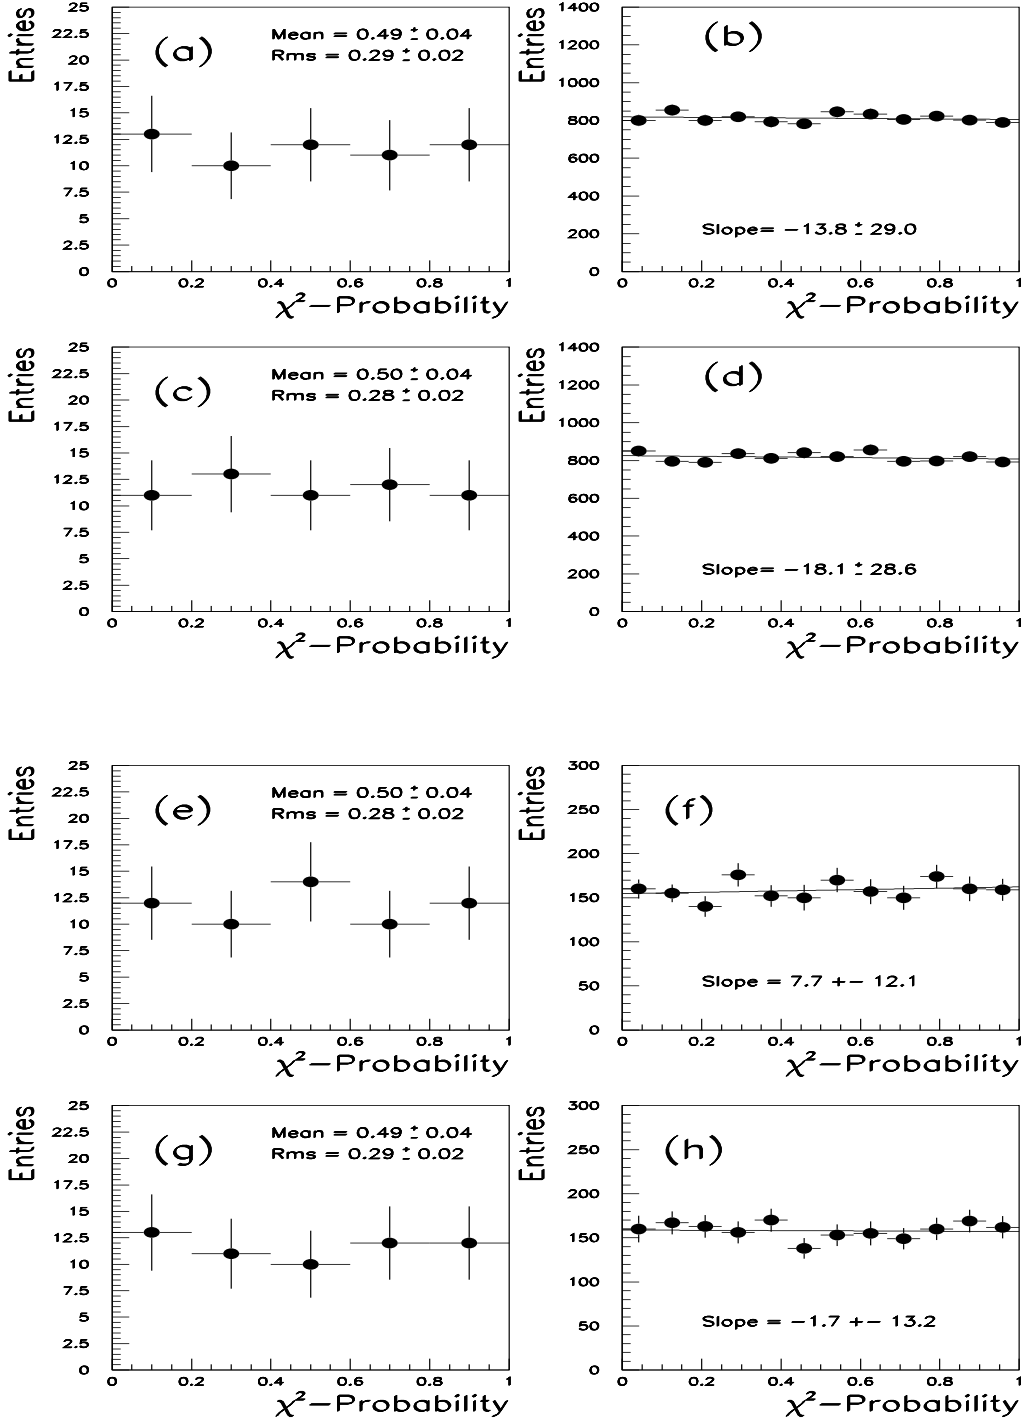 Entries
25
22.5
20
17.5
15
12.5
10
7.5
5
2.5
0
(a)
Mean = 0.49 ± 0.04
Rms = 0.29 ± 0.02
0 0.2 0.4 0.6 0.8 1
χ²−Probability
Entries
1400
1200
1000
800
600
400
200
0
(b)
Slope= −13.8 ± 29.0
0 0.2 0.4 0.6 0.8 1
χ²−Probability
Entries
25
22.5
20
17.5
15
12.5
10
7.5
5
2.5
0
(c)
Mean = 0.50 ± 0.04
Rms = 0.28 ± 0.02
0 0.2 0.4 0.6 0.8 1
χ²−Probability
Entries
1400
1200
1000
800
600
400
200
0
(d)
Slope= −18.1 ± 28.6
0 0.2 0.4 0.6 0.8 1
χ²−Probability
Entries
25
22.5
20
17.5
15
12.5
10
7.5
5
2.5
0
(e)
Mean = 0.50 ± 0.04
Rms = 0.28 ± 0.02
0 0.2 0.4 0.6 0.8 1
χ²−Probability
Entries
300
250
200
150
100
50
0
(f)
Slope = 7.7 +− 12.1
0 0.2 0.4 0.6 0.8 1
χ²−Probability
Entries
25
22.5
20
17.5
15
12.5
10
7.5
5
2.5
0
(g)
Mean = 0.49 ± 0.04
Rms = 0.29 ± 0.02
0 0.2 0.4 0.6 0.8 1
χ²−Probability
Entries
300
250
200
150
100
50
0
(h)
Slope = −1.7 +− 13.2
0 0.2 0.4 0.6 0.8 1
χ²−Probability